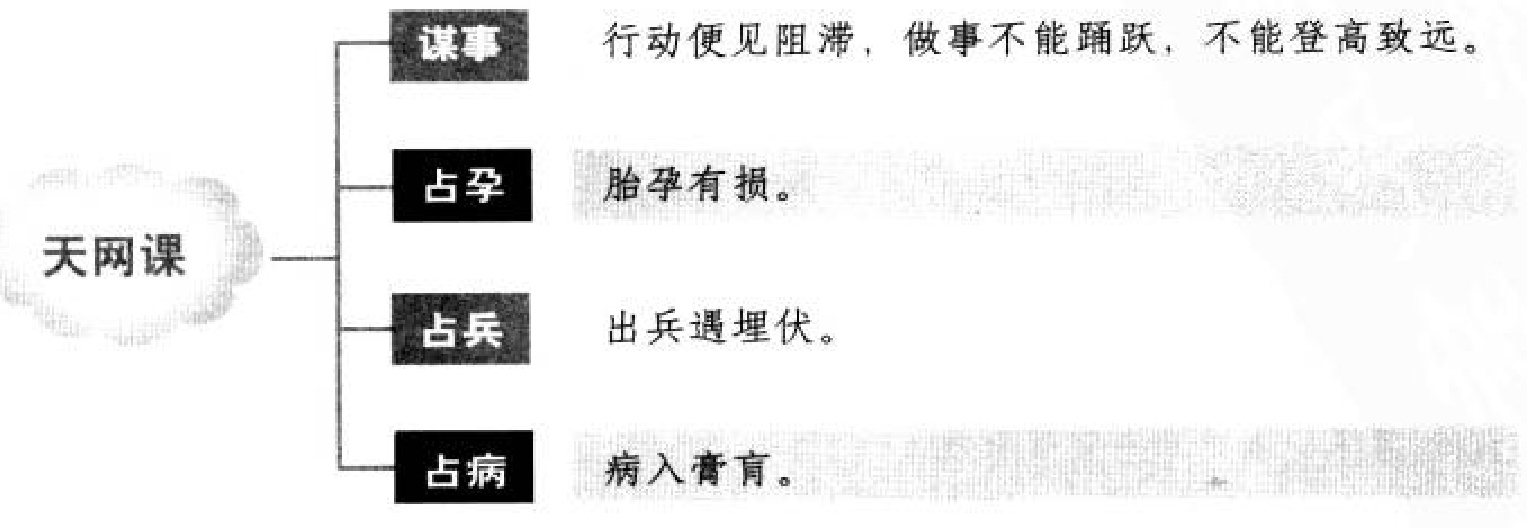 谋事
行动便见阻滞，做事不能踊跃，不能登高致远。
占孕
胎孕有损。
天网课
占兵
出兵遇埋伏。
占病
病入膏肓。